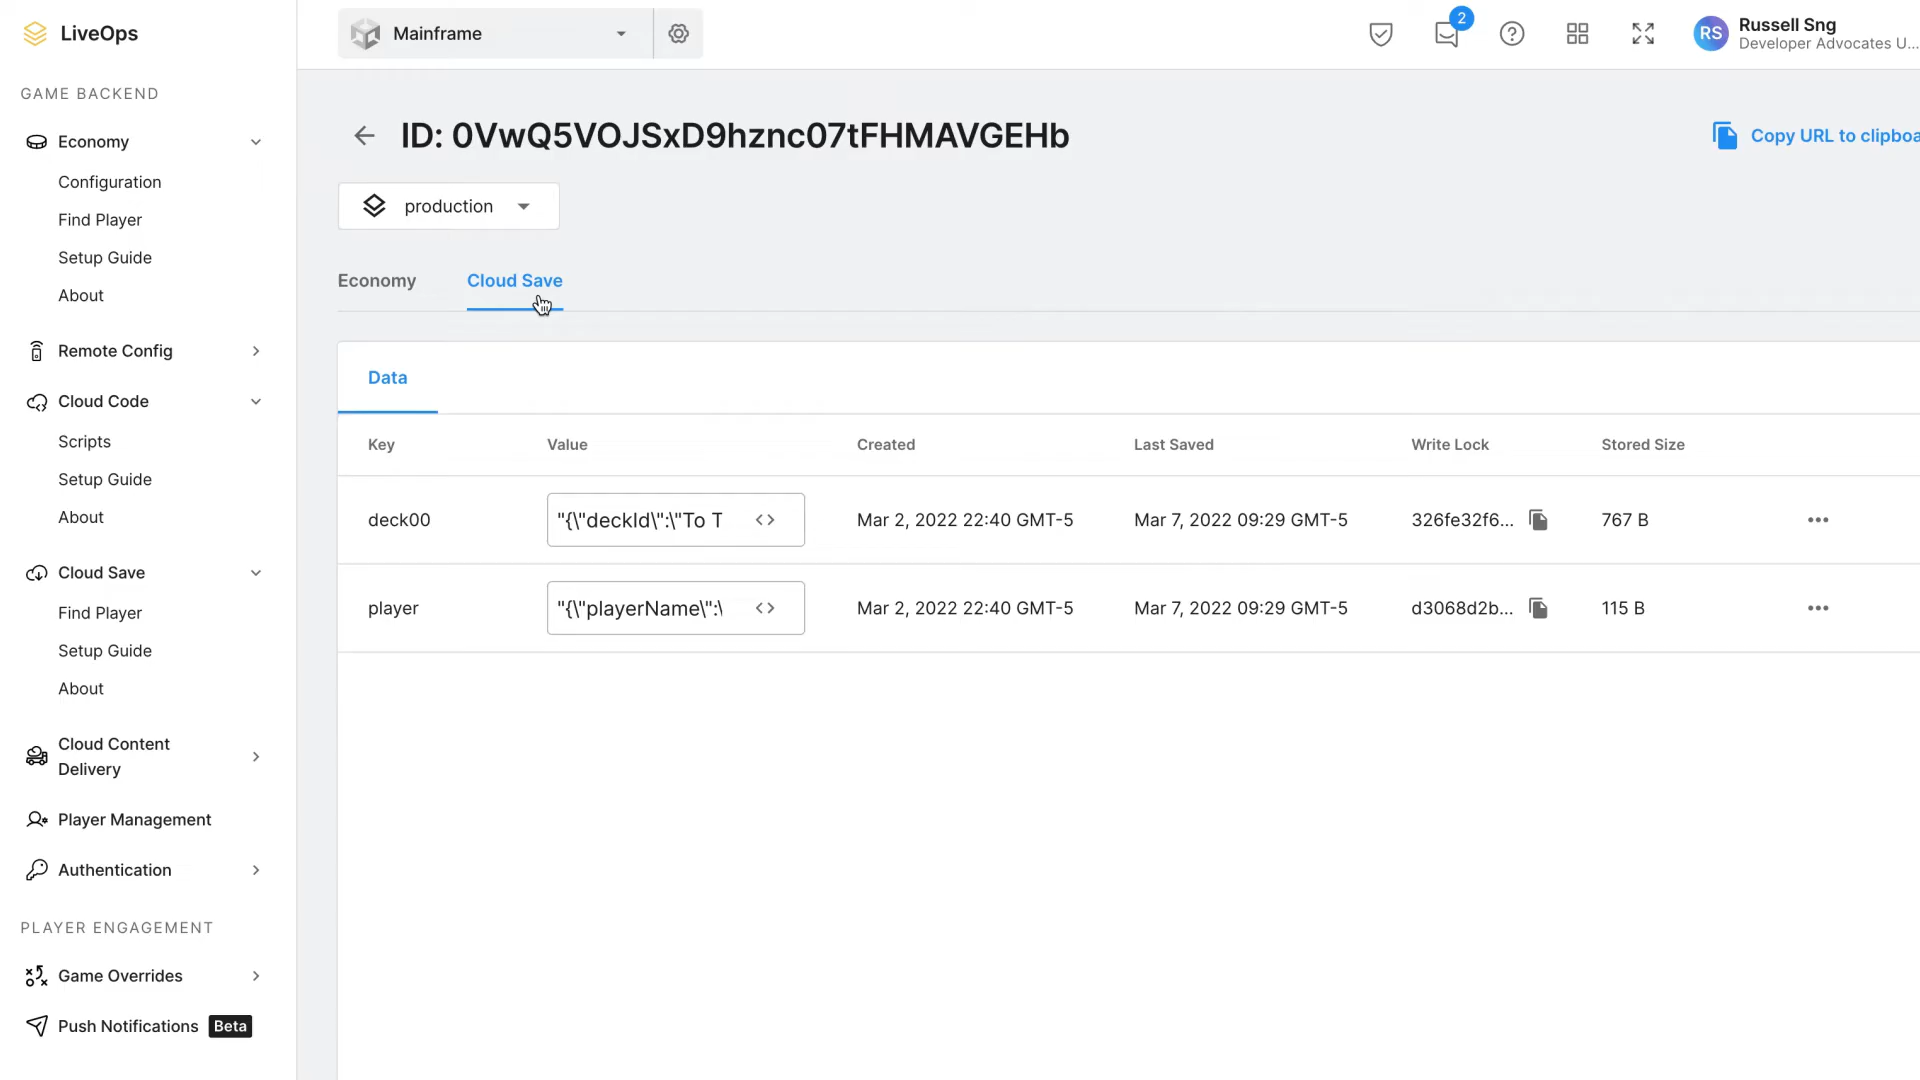 LiveOps
Mainframe
2
RS
Russell Sng
Developer Advocates U...
GAME BACKEND
Economy
Configuration
Find Player
Setup Guide
About
Remote Config
Cloud Code
Scripts
Setup Guide
About
Cloud Save
Find Player
Setup Guide
About
Cloud Content
Delivery
Player Management
Authentication
PLAYER ENGAGEMENT
Game Overrides
Push Notifications Beta
ID: 0VwQ5VOJSxD9hznc07tFHMAVGEHb
Copy URL to clipboa
production
Economy Cloud Save
Data
Key Value Created Last Saved Write Lock Stored Size
deck00 "{\"deckId\":\"To T Mar 2, 2022 22:40 GMT-5 Mar 7, 2022 09:29 GMT-5 326fe32f6... 767 B
player "{\"playerName\":\ Mar 2, 2022 22:40 GMT-5 Mar 7, 2022 09:29 GMT-5 d3068d2b... 115 B